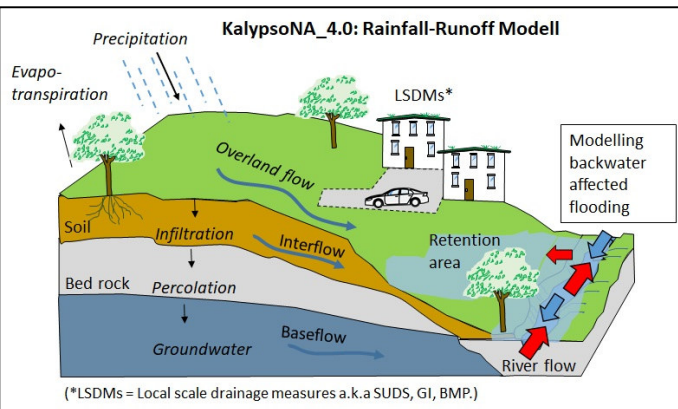 KalypsoNA_4.0: Rainfall-Runoff Modell
Precipitation
Evapo-
transpiration
LSDMs*
Modelling
backwater
affected
flooding
Overland flow
Soil
Infiltration
Interflow
Retention
area
Bed rock
Percolation
Baseflow
Groundwater
River flow
(*LSDMs = Local scale drainage measures a.k.a SUDS, GI, BMP.)